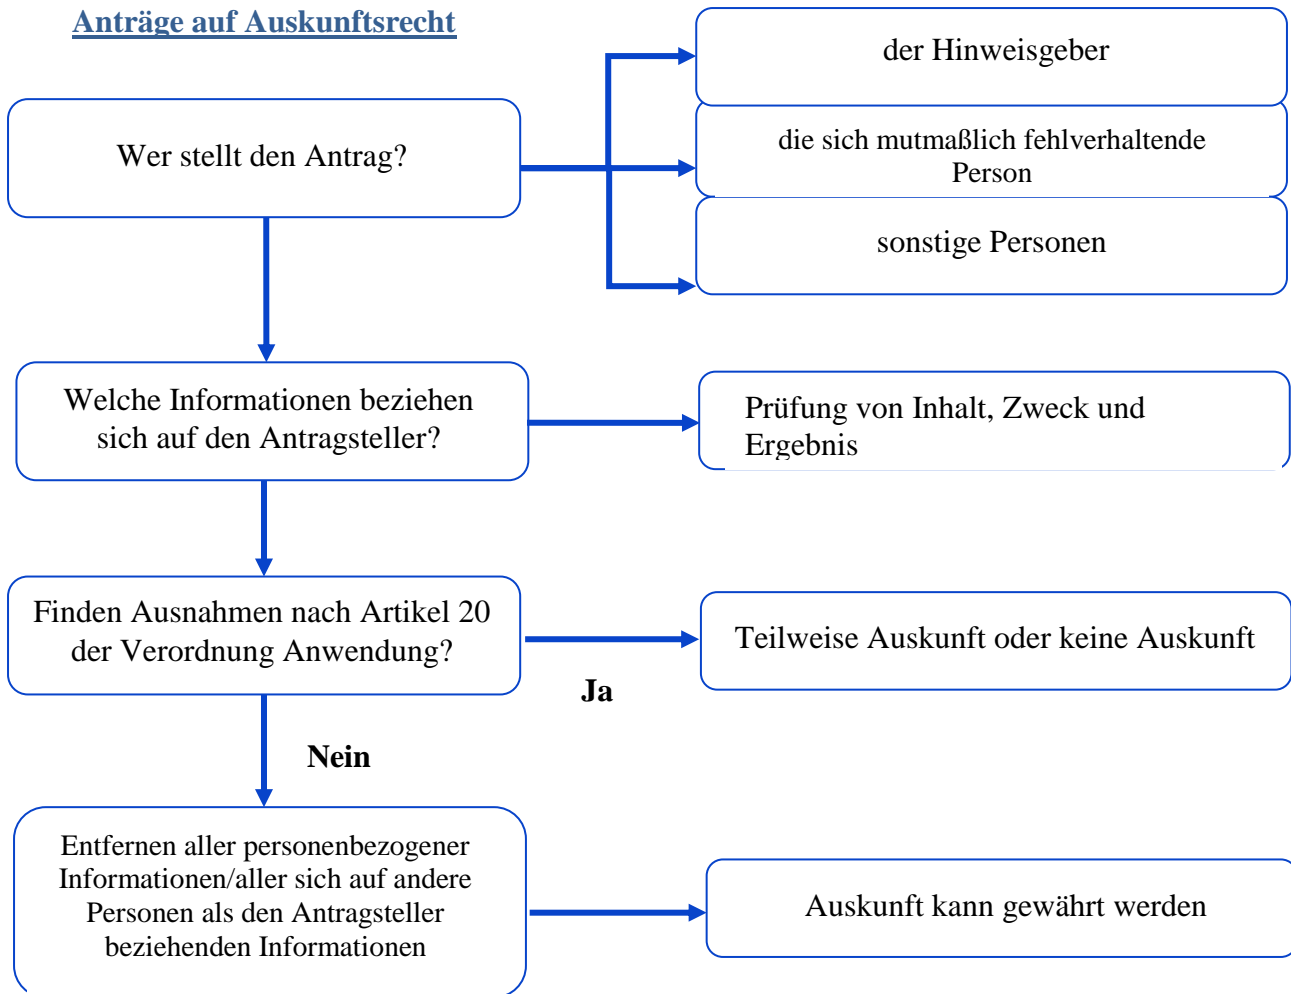 Anträge auf Auskunftsrecht
Wer stellt den Antrag?
der Hinweisgeber
die sich mutmaßlich fehlverhaltende
Person
sonstige Personen
Welche Informationen beziehen
sich auf den Antragsteller?
Prüfung von Inhalt, Zweck und
Ergebnis
Finden Ausnahmen nach Artikel 20
der Verordnung Anwendung?
Ja
Teilweise Auskunft oder keine Auskunft
Nein
Entfernen aller personenbezogener
Informationen/aller sich auf andere
Personen als den Antragsteller
beziehenden Informationen
Auskunft kann gewährt werden